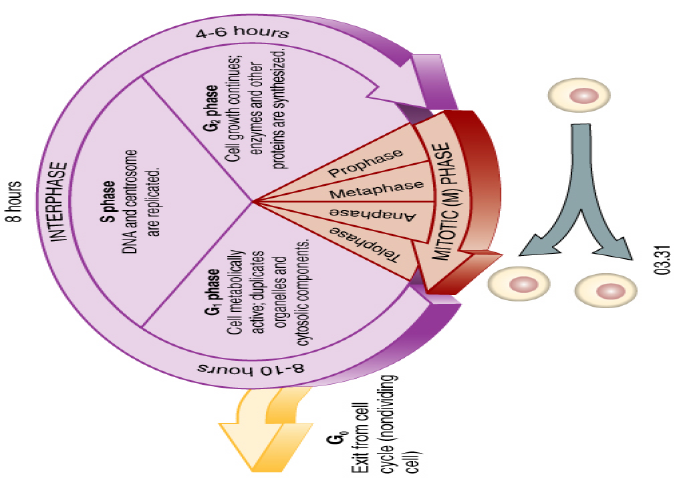 8 hours
INTERPHASE
S phase
DNA and centrosome
are replicated.
4-6 hours
G₂ phase
Cell growth continues;
enzymes and other
proteins are synthesized.
Prophase
Metaphase
Anaphase
Telophase
MITOTIC (M) PHASE
G₁ phase
Cell metabolically
active; duplicates
organelles and
cytosolic components.
8-10 hours
G₀
Exit from cell
cycle (nondividing
cell)
03.31